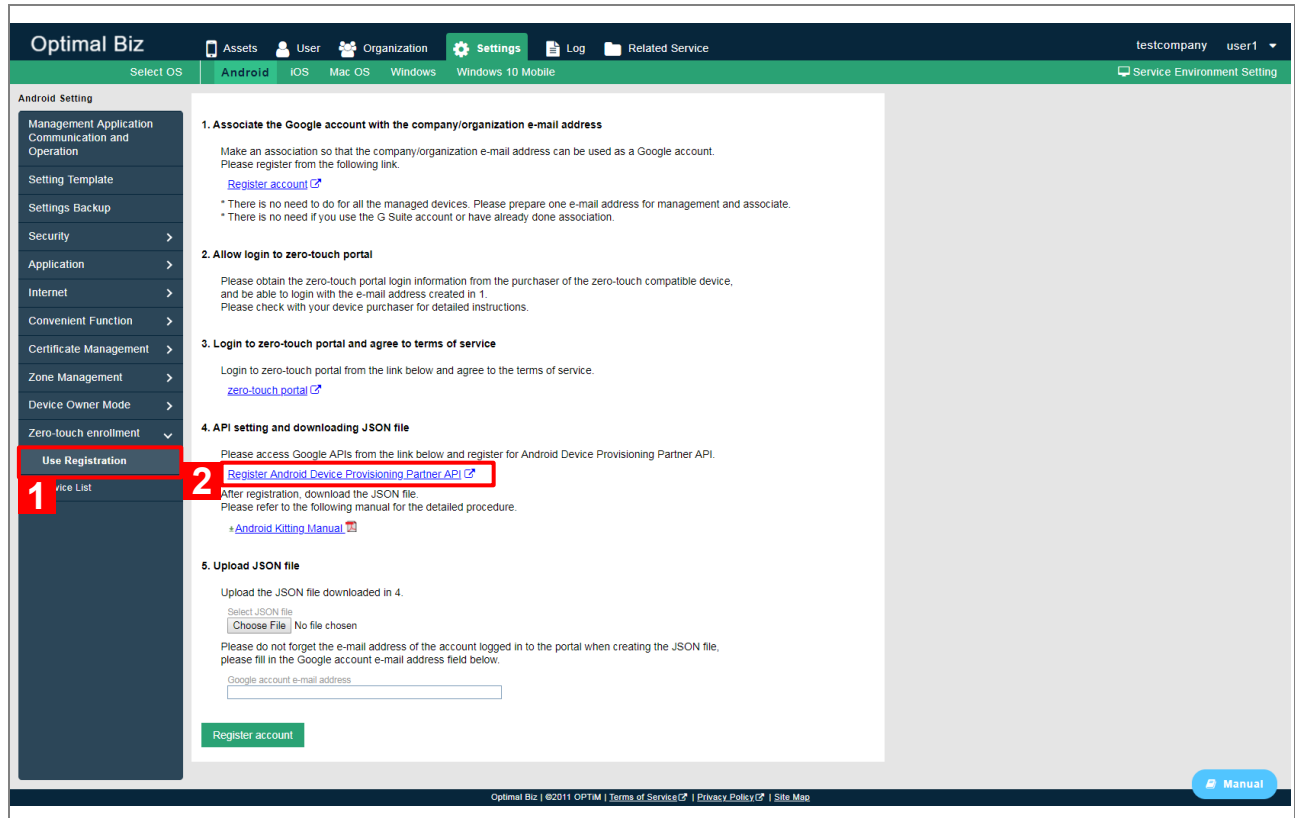 Optimal Biz
Assets User Organization Settings Log Related Service
testcompany user1
Select OS
Android iOS Mac OS Windows Windows 10 Mobile
Service Environment Setting
Android Setting
Management Application
Communication and
Operation
Setting Template
Settings Backup
Security
Application
Internet
Convenient Function
Certificate Management
Zone Management
Device Owner Mode
Zero-touch enrollment
Use Registration
1
vice List
1. Associate the Google account with the company/organization e-mail address
Make an association so that the company/organization e-mail address can be used as a Google account.
Please register from the following link.
Register account
* There is no need to do for all the managed devices. Please prepare one e-mail address for management and associate.
* There is no need if you use the G Suite account or have already done association.
2. Allow login to zero-touch portal
Please obtain the zero-touch portal login information from the purchaser of the zero-touch compatible device,
and be able to login with the e-mail address created in 1.
Please check with your device purchaser for detailed instructions.
3. Login to zero-touch portal and agree to terms of service
Login to zero-touch portal from the link below and agree to the terms of service.
zero-touch portal
4. API setting and downloading JSON file
Please access Google APIs from the link below and register for Android Device Provisioning Partner API.
2
Register Android Device Provisioning Partner API
After registration, download the JSON file.
Please refer to the following manual for the detailed procedure.
Android Kitting Manual
5. Upload JSON file
Upload the JSON file downloaded in 4.
Select JSON file
Choose File No file chosen
Please do not forget the e-mail address of the account logged in to the portal when creating the JSON file,
please fill in the Google account e-mail address field below.
Google account e-mail address
Register account
Manual
Optimal Biz | ©2011 OPTiM | Terms of Service | Privacy Policy | Site Map